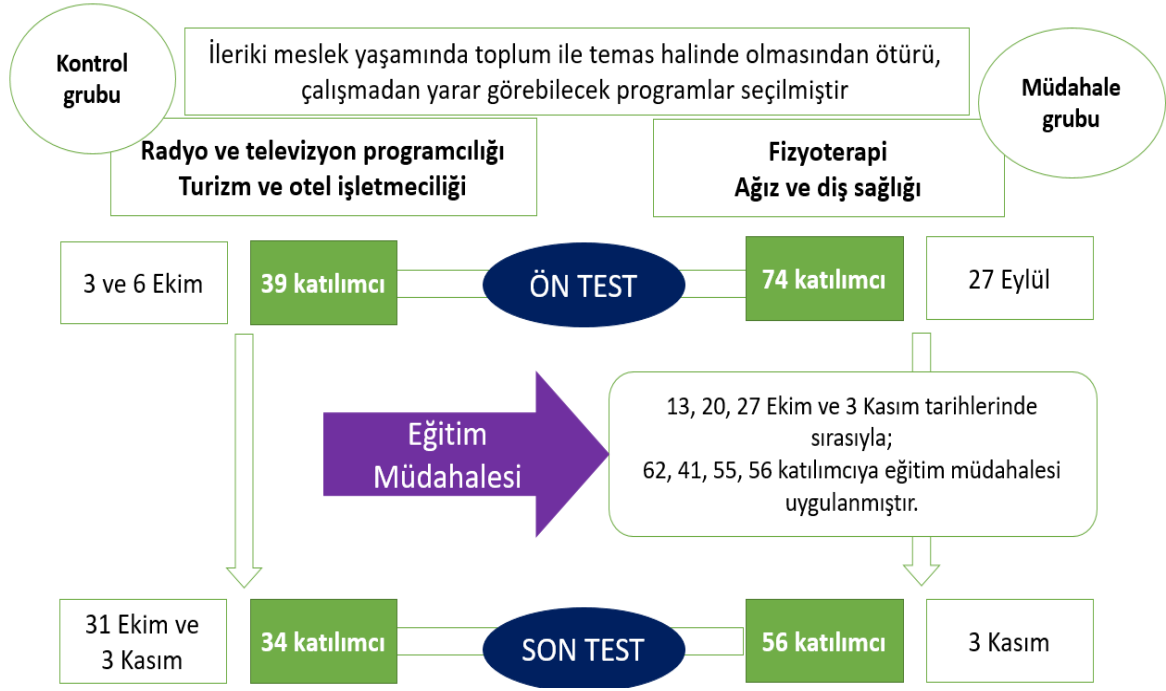 Kontrol
grubu
İleriki meslek yaşamında toplum ile temas halinde olmasından ötürü,
çalışmadan yarar görebilecek programlar seçilmiştir
Müdahale
grubu
Radyo ve televizyon programcılığı
Turizm ve otel işletmeciliği
Fizyoterapi
Ağız ve diş sağlığı
3 ve 6 Ekim
39 katılımcı
ÖN TEST
74 katılımcı
27 Eylül
Eğitim
Müdahalesi
13, 20, 27 Ekim ve 3 Kasım tarihlerinde
sırasıyla;
62, 41, 55, 56 katılımcıya eğitim müdahalesi
uygulanmıştır.
31 Ekim ve
3 Kasım
34 katılımcı
SON TEST
56 katılımcı
3 Kasım